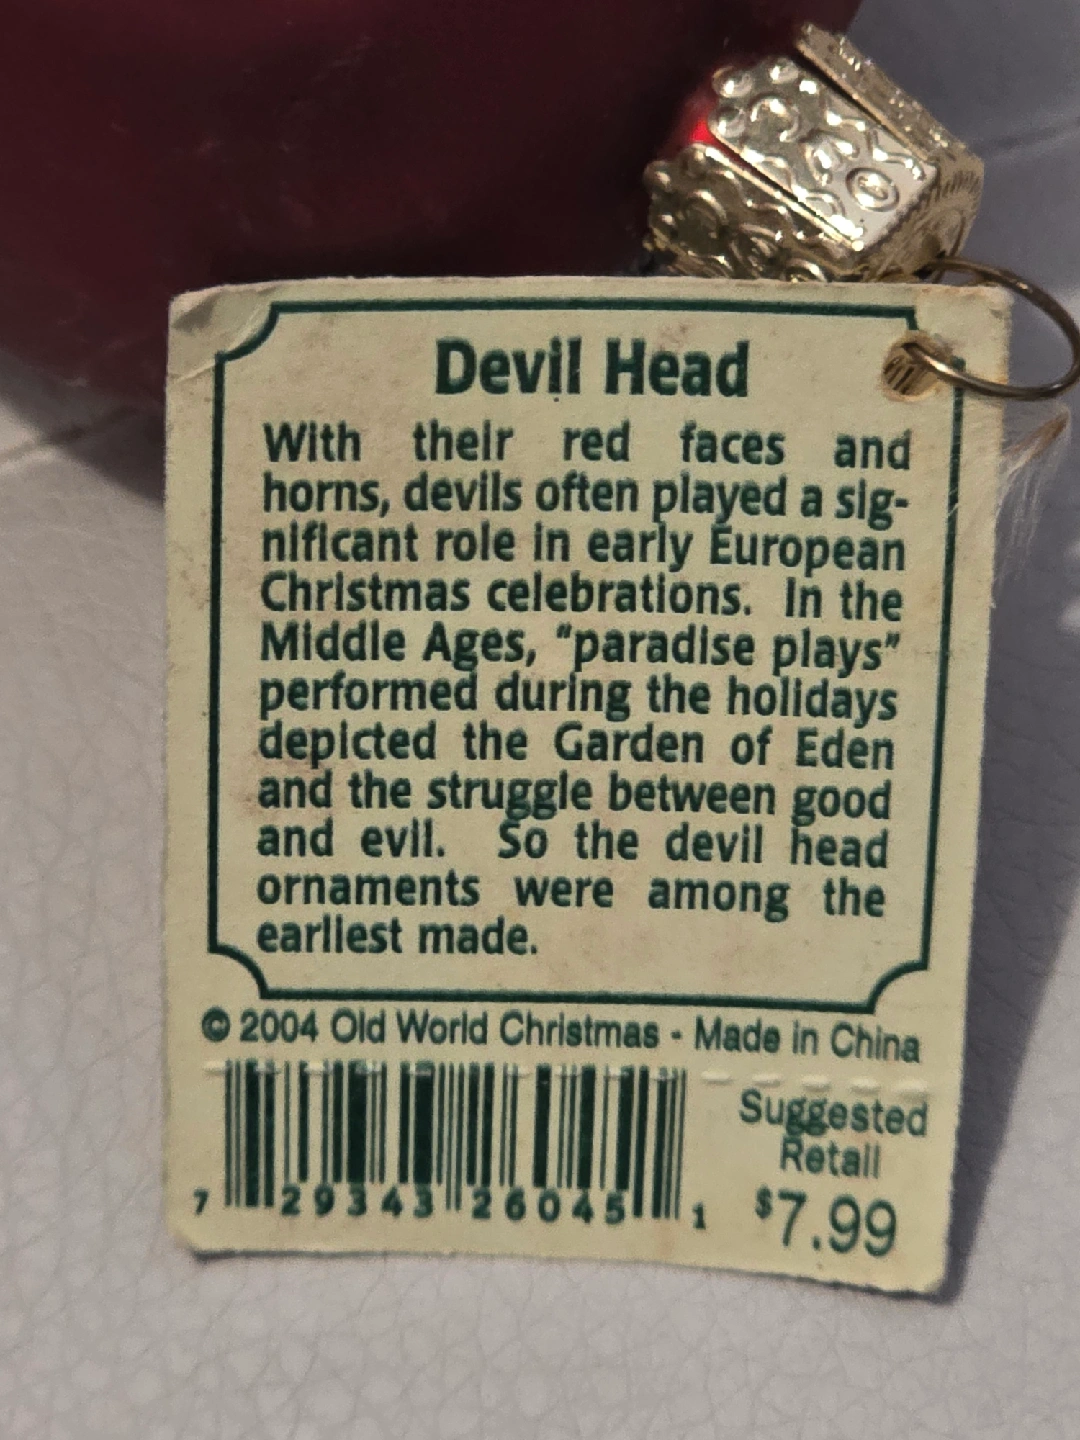 Devil Head
With their red faces and
horns, devils often played a sig-
nificant role in early European
Christmas celebrations. In the
Middle Ages, "paradise plays"
performed during the holidays
depicted the Garden of Eden
and the struggle between good
and evil. So the devil head
ornaments were among the
earliest made.
© 2004 Old World Christmas - Made in China
Suggested
Retail
$7.99
7 29343 26045 1